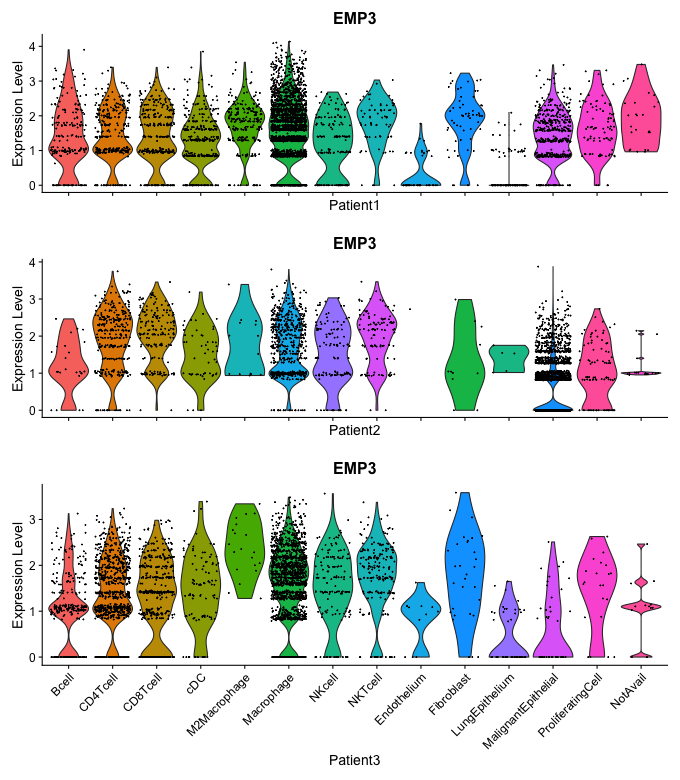 EMP3
Expression Level
4
3
2
1
0
Patient1
EMP3
Expression Level
4
3
2
1
0
Patient2
EMP3
Expression Level
3
2
1
0
Bcell
CD4Tcell
CD8Tcell
cDC
M2Macrophage
Macrophage
NKcell
NKTcell
Endothelium
Fibroblast
LungEpithelium
MalignantEpithelial
ProliferatingCell
NotAvail
Patient3